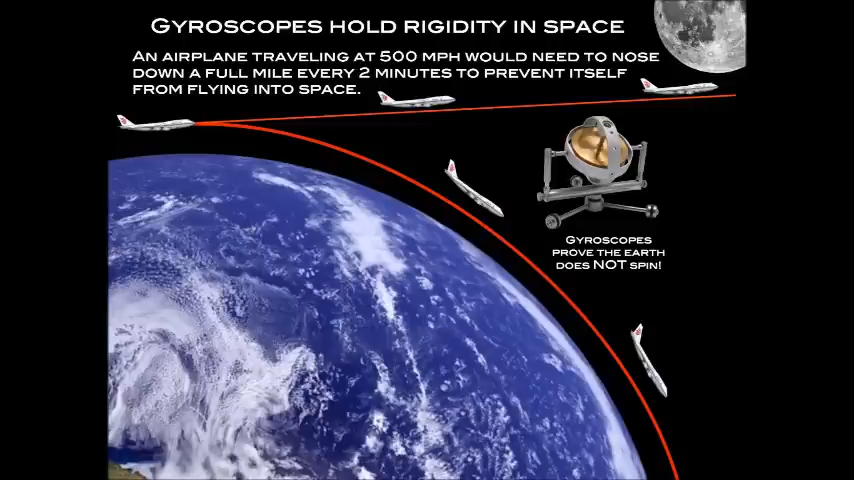 Gyroscopes hold rigidity in space
An airplane traveling at 500 mph would need to nose
down a full mile every 2 minutes to prevent itself
from flying into space.
Gyroscopes
prove the earth
does NOT spin!